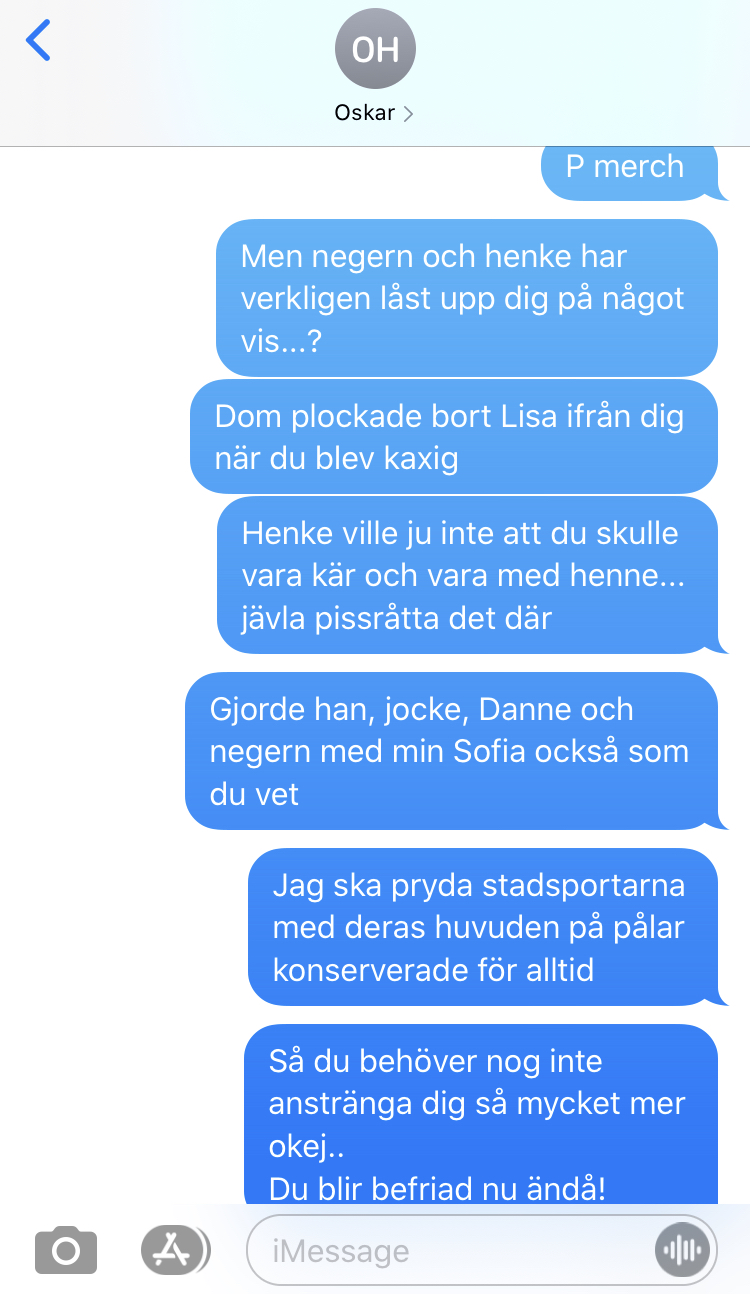 OH
Oskar
P merch
Men negern och henke har
verkligen låst upp dig på något
vis...?
Dom plockade bort Lisa ifrån dig
när du blev kaxig
Henke ville ju inte att du skulle
vara kär och vara med henne...
jävla pissråtta det där
Gjorde han, jocke, Danne och
negern med min Sofia också som
du vet
Jag ska pryda stadsportarna
med deras huvuden på pålar
konserverade för alltid
Så du behöver nog inte
anstränga dig så mycket mer
okej..
Du blir befriad nu ändå!
iMessage